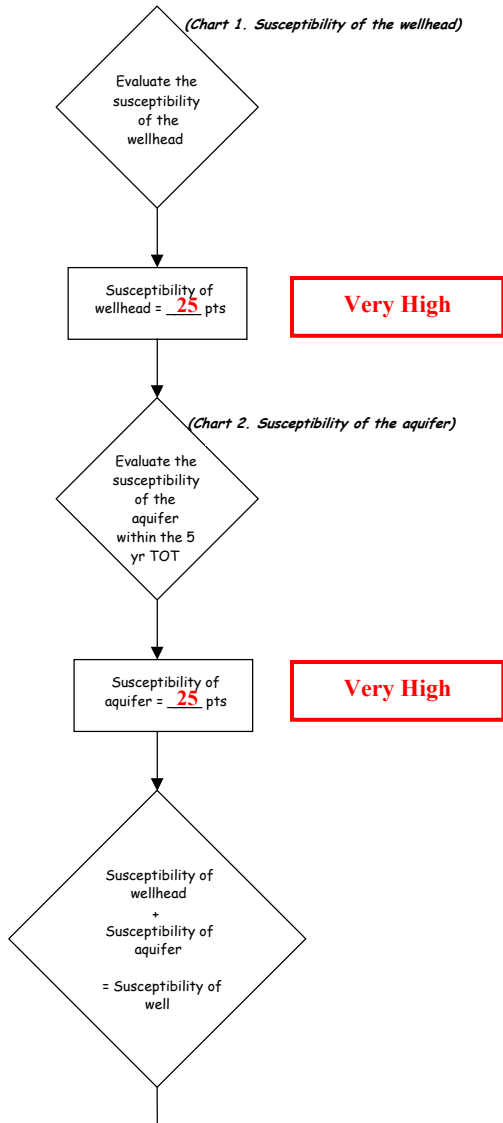 (Chart 1. Susceptibility of the wellhead)
Evaluate the
susceptibility
of the
wellhead
Susceptibility of
wellhead = 25 pts
Very High
(Chart 2. Susceptibility of the aquifer)
Evaluate the
susceptibility
of the
aquifer
within the 5
yr TOT
Susceptibility of
aquifer = 25 pts
Very High
Susceptibility of
wellhead
+
Susceptibility of
aquifer
= Susceptibility of
well